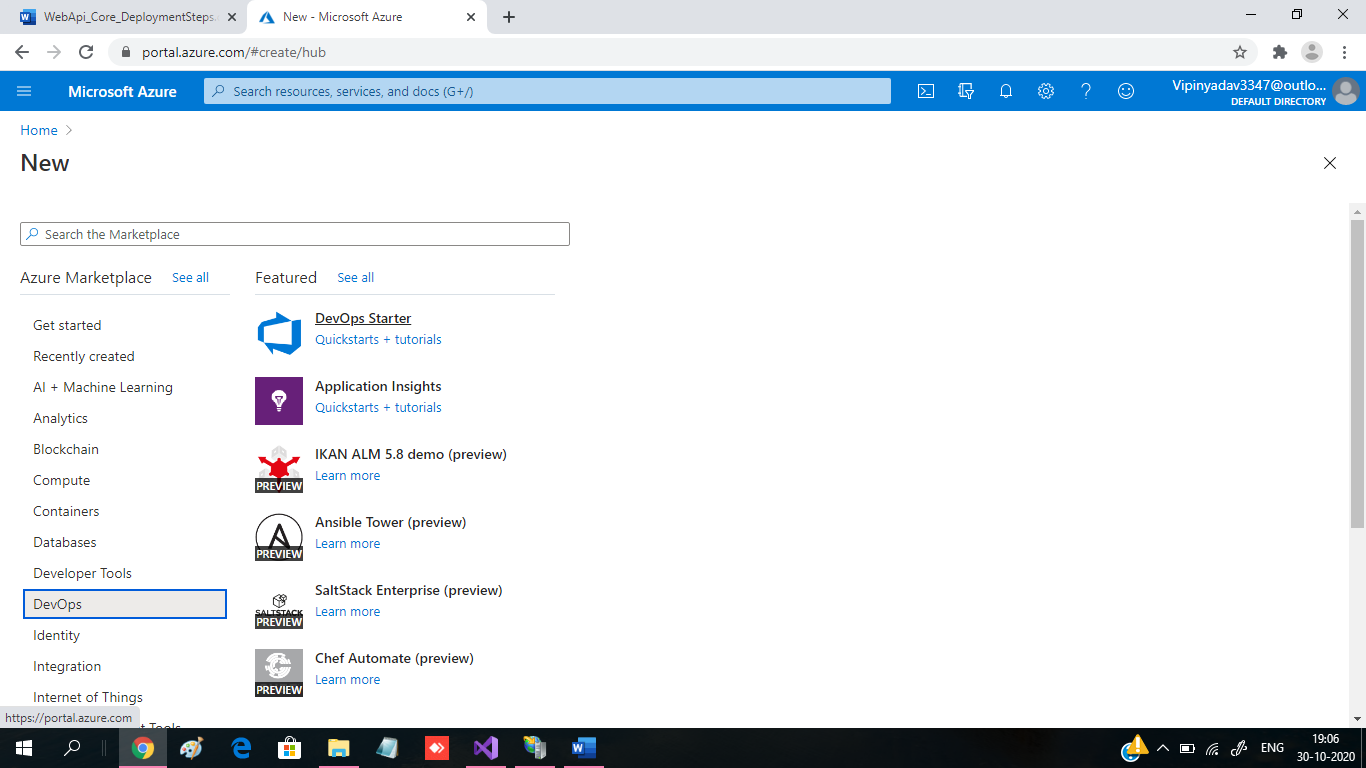 WebApi_Core_DeploymentSteps.
New - Microsoft Azure
portal.azure.com/#create/hub
Microsoft Azure
Search resources, services, and docs (G+/)
Vipinyadav3347@outlo...
DEFAULT DIRECTORY
Home
New
Search the Marketplace
Azure Marketplace See all
Featured See all
Get started
Recently created
AI + Machine Learning
Analytics
Blockchain
Compute
Containers
Databases
Developer Tools
DevOps
Identity
Integration
Internet of Things
DevOps Starter
Quickstarts + tutorials
Application Insights
Quickstarts + tutorials
IKAN ALM 5.8 demo (preview)
Learn more
PREVIEW
Ansible Tower (preview)
Learn more
PREVIEW
SaltStack Enterprise (preview)
Learn more
SALTSTACK
PREVIEW
Chef Automate (preview)
Learn more
PREVIEW
https://portal.azure.com
ENG
19:06
30-10-2020